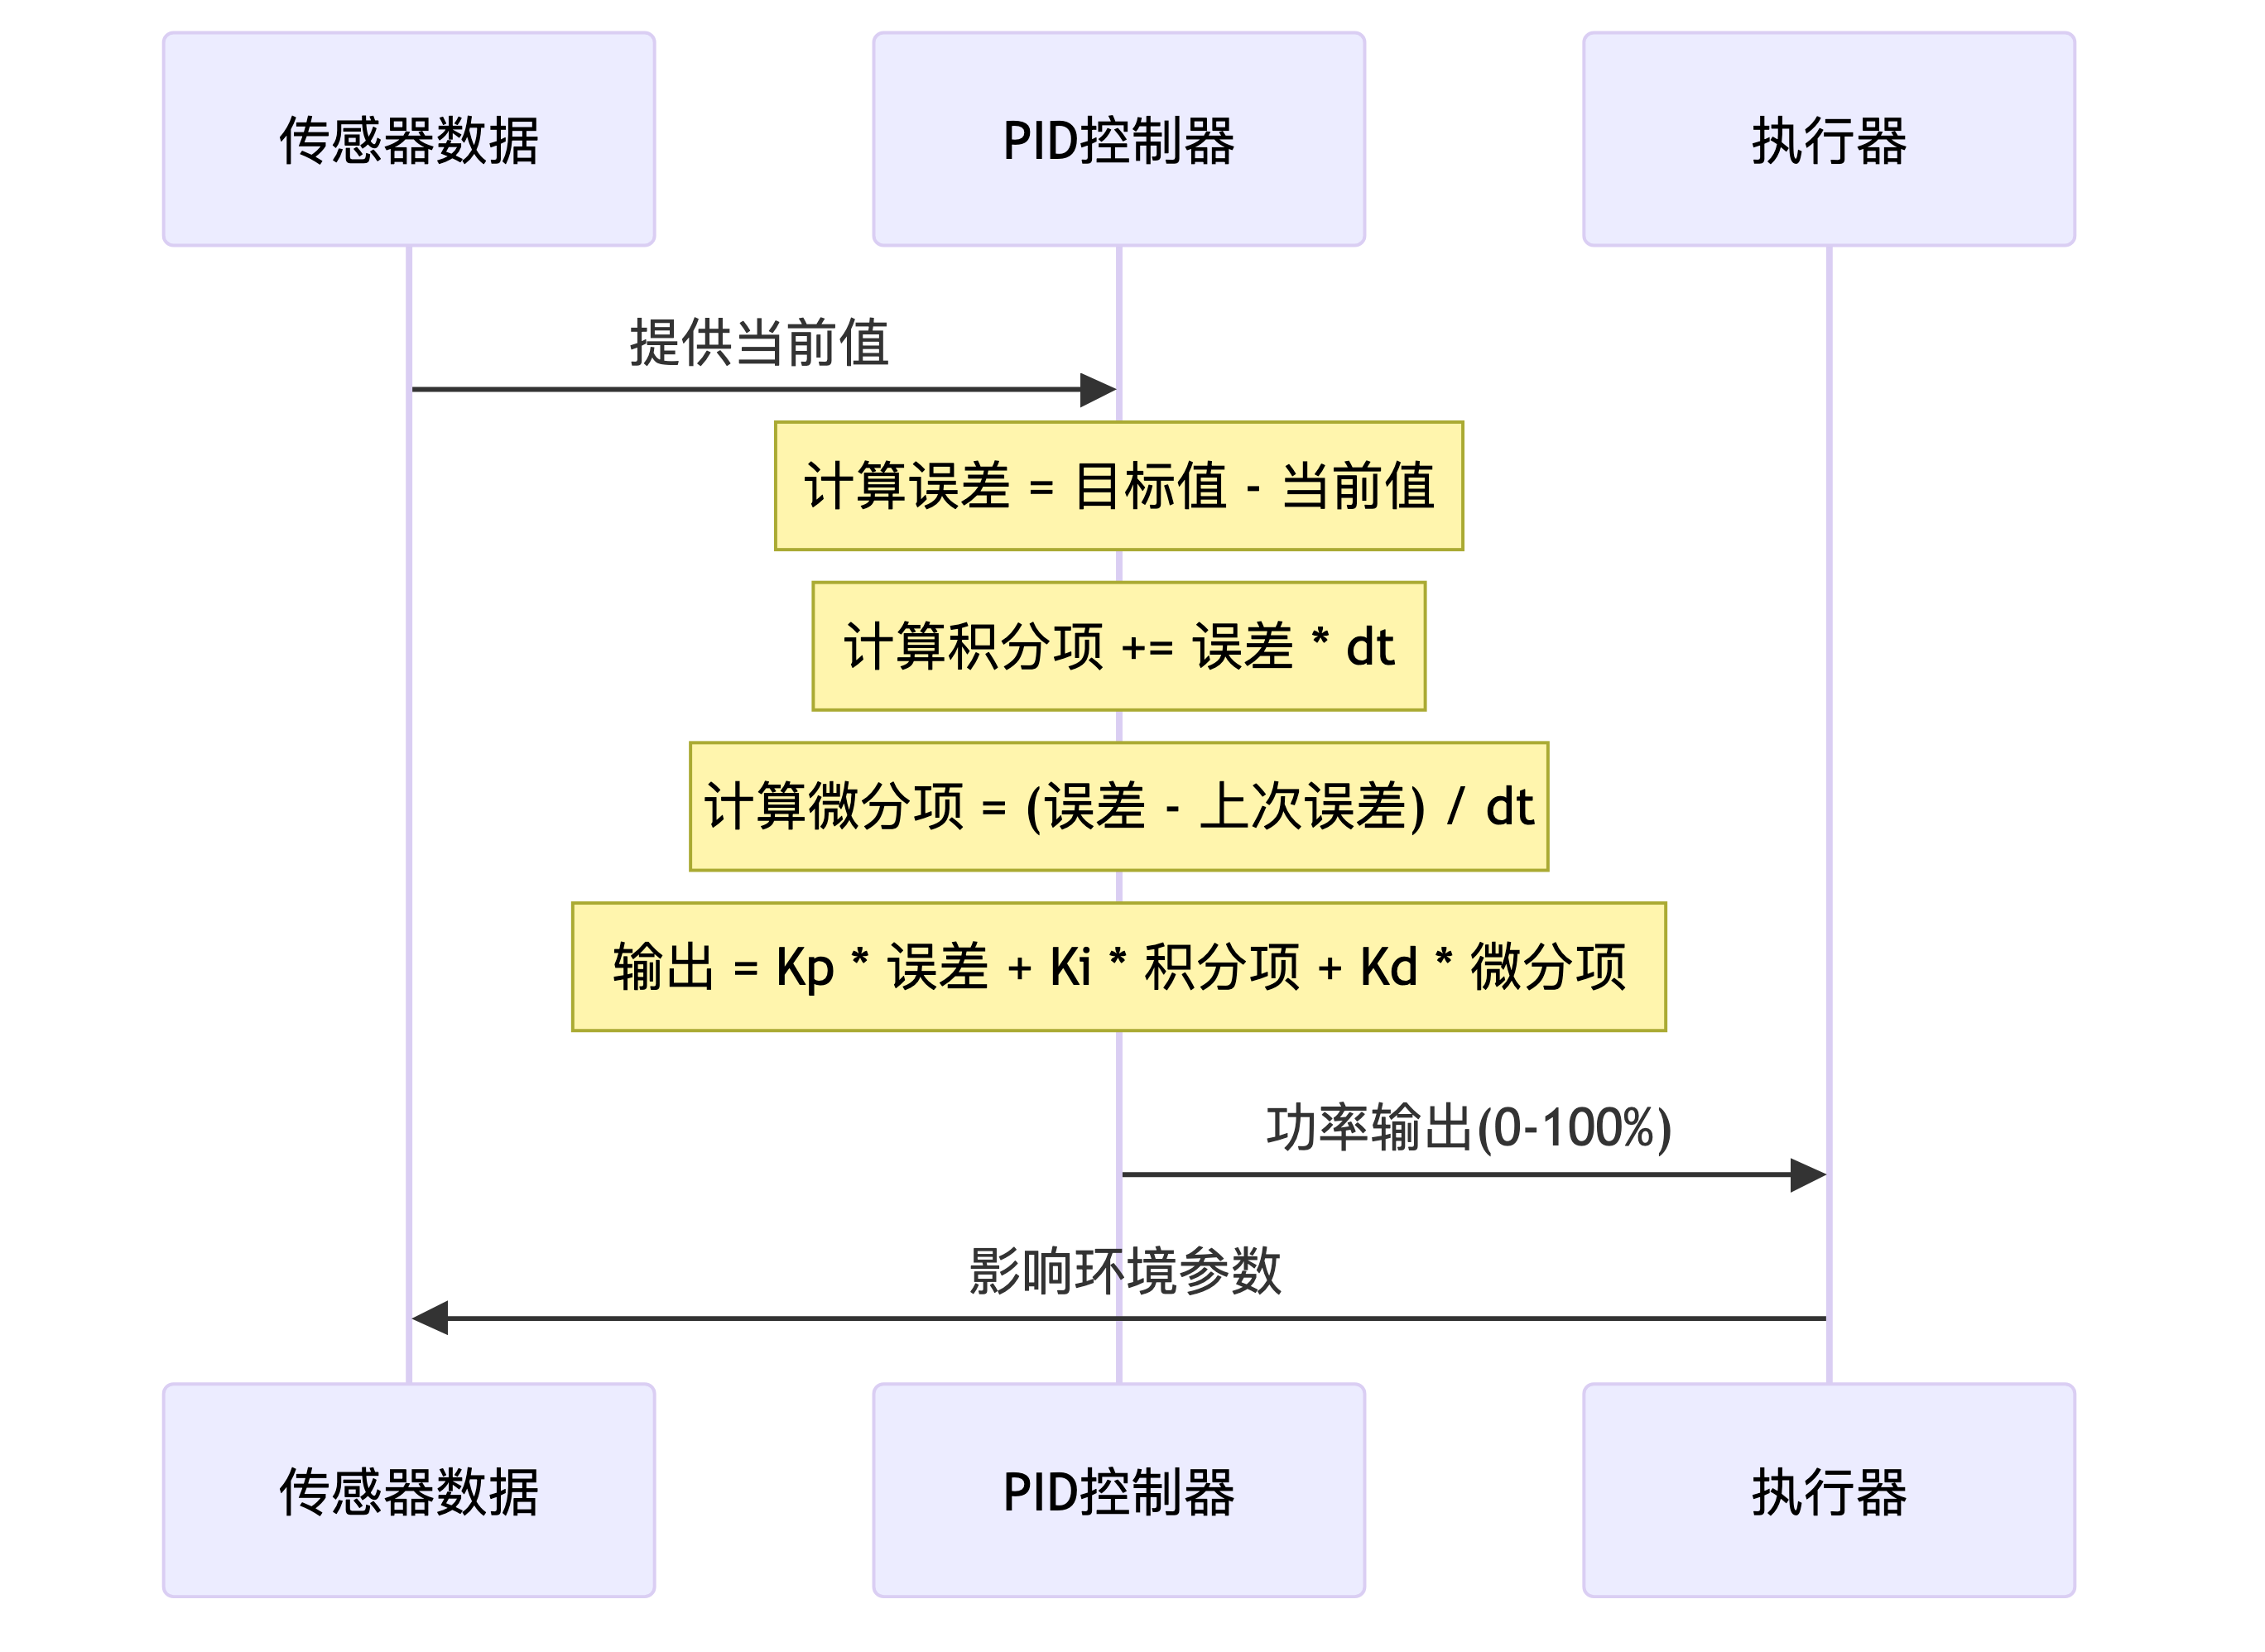 传感器数据
PID控制器
执行器
提供当前值
计算误差 = 目标值 - 当前值
计算积分项 += 误差 * dt
计算微分项 = (误差 - 上次误差) / dt
输出 = Kp * 误差 + Ki * 积分项 + Kd * 微分项
功率输出(0-100%)
影响环境参数
传感器数据
PID控制器
执行器